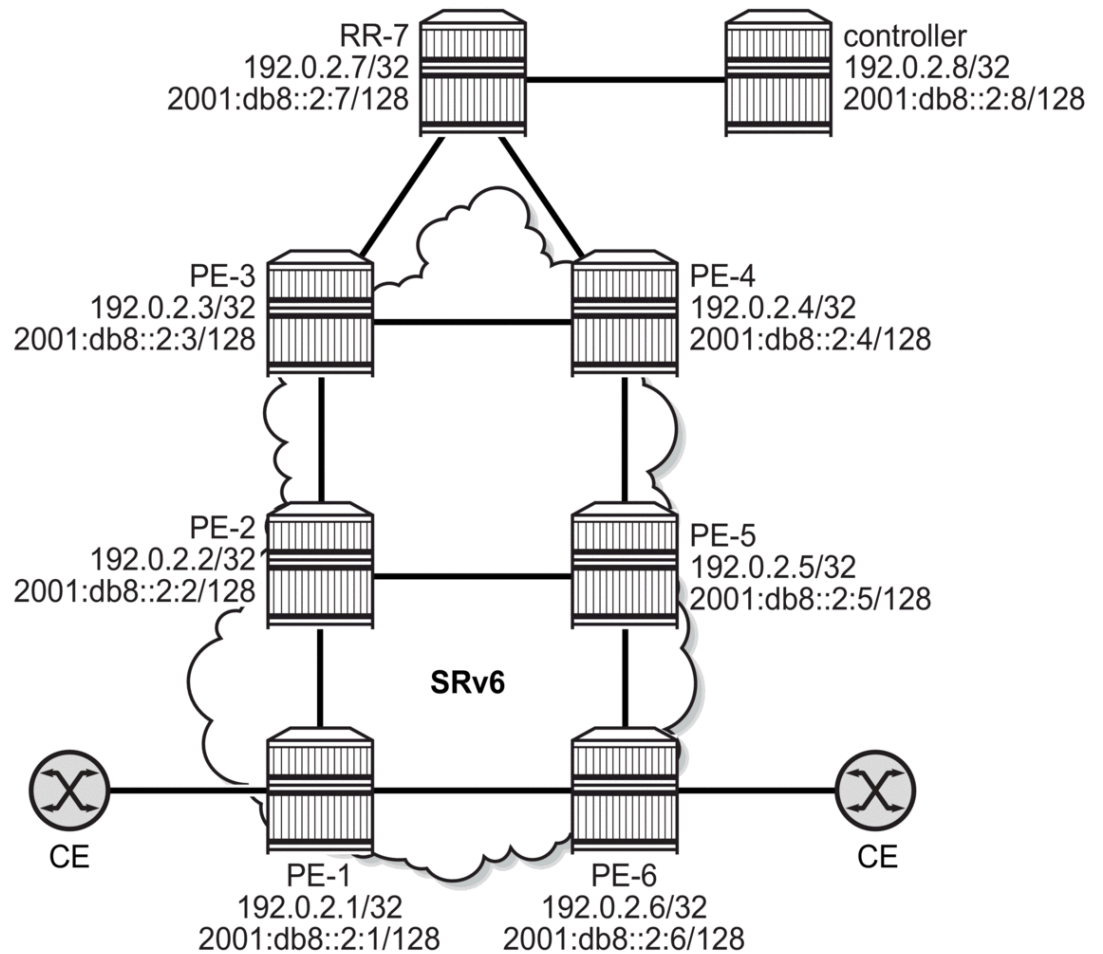 RR-7
192.0.2.7/32
2001:db8::2:7/128
controller
192.0.2.8/32
2001:db8::2:8/128
PE-3
192.0.2.3/32
2001:db8::2:3/128
PE-4
192.0.2.4/32
2001:db8::2:4/128
PE-2
192.0.2.2/32
2001:db8::2:2/128
PE-5
192.0.2.5/32
2001:db8::2:5/128
SRv6
CE
CE
PE-1
192.0.2.1/32
2001:db8::2:1/128
PE-6
192.0.2.6/32
2001:db8::2:6/128